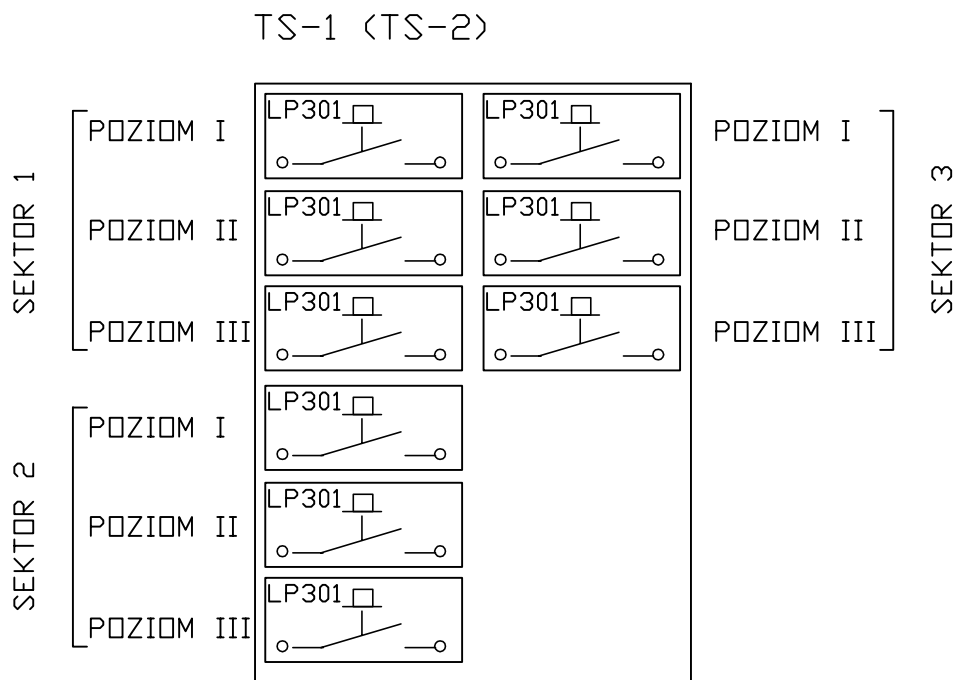 TS-1 (TS-2)
SEKTOR 1
POZIOM I
LP301
LP301
POZIOM I
POZIOM II
LP301
LP301
POZIOM II
POZIOM III
LP301
LP301
POZIOM III
SEKTOR 3
SEKTOR 2
POZIOM I
LP301
POZIOM II
LP301
POZIOM III
LP301